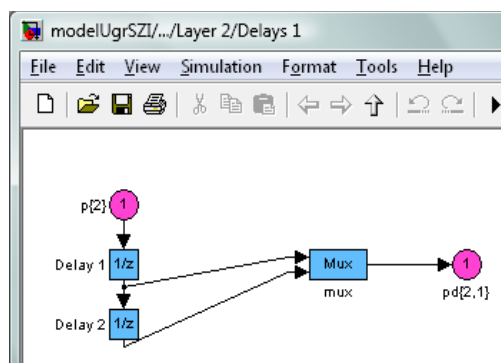 modelUgrSZI/.../Layer 2/Delays 1
File Edit View Simulation Format Tools Help
p{2} 1
Delay 1 1/z
Mux 1
mux pd{2,1}
Delay 2 1/z